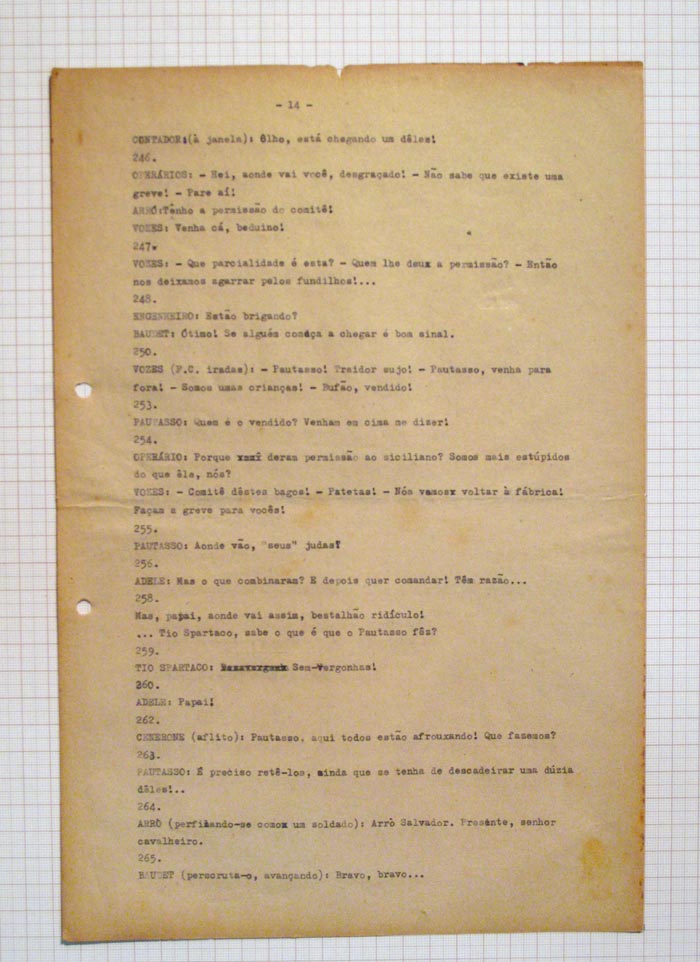 - 14 -
CONTADOR:(à janela): Ôlho, está chegando um dêles!
246.
OPERÁRIOS: - Hei, aonde vai você, desgraçado! - Não sabe que existe uma
greve! - Pare aí!
ARRÓ:Tênho a permissão do comitê!
VOZES: Venha cá, beduino!
247.
VOZES: - Que parcialidade é esta? - Quem lhe deux a permissão? - Então
nos deixamos agarrar pelos fundilhos!...
248.
ENGENHEIRO: Estão brigando?
BAUDET: Ótimo! Se alguém começa a chegar é bom sinal.
250.
VOZES (F.C. iradas): - Pautasso! Traidor sujo! - Pautasso, venha para
fora! - Somos umas crianças! - Bufão, vendido!
253.
PAUTASSO: Quem é o vendido? Venham em cima me dizer!
254.
OPERÁRIO: Porque deram permissão ao siciliano? Somos mais estúpidos
do que êle, nós?
VOZES: - Comitê dêstes bagos! - Patetas! - Nós vamosx voltar à fábrica!
Façam a greve para vocês!
255.
PAUTASSO: Aonde vão, "seus" judas?
256.
ADELE: Mas o que combinaram? E depois quer comandar! Têm razão...
258.
Mas, papai, aonde vai assim, bestalhão ridículo!
... Tio Spartaco, sabe o que é que o Pautasso fêz?
259.
TIO SPARTACO: Sem-Vergonhas!
260.
ADELE: Papai!
262.
CENERONE (aflito): Pautasso, aqui todos estão afrouxando! Que fazemos?
263.
PAUTASSO: É preciso retê-los, ainda que se tenha de descadeirar uma dúzia
dêles!..
264.
ARRÒ (perfilando-se comox um soldado): Arrò Salvador. Presente, senhor
cavalheiro.
265.
BAUDET (perscruta-o, avançando): Bravo, bravo...